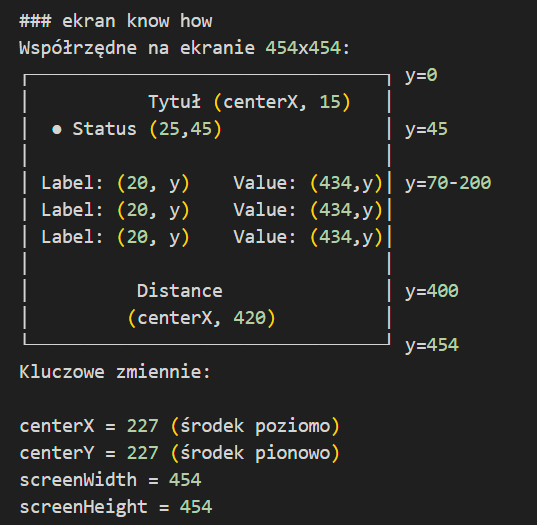 ### ekran know how
Współrzędne na ekranie 454x454:
┌──────────────────────────────┐ y=0
│          Tytuł (centerX, 15)   │
│  ● Status (25,45)              │ y=45
│                              │
│ Label: (20, y)    Value: (434,y)│ y=70-200
│ Label: (20, y)    Value: (434,y)│
│ Label: (20, y)    Value: (434,y)│
│                              │
│         Distance             │ y=400
│        (centerX, 420)         │
└──────────────────────────────┘ y=454
Kluczowe zmiennie:
centerX = 227 (środek poziomo)
centerY = 227 (środek pionowo)
screenWidth = 454
screenHeight = 454